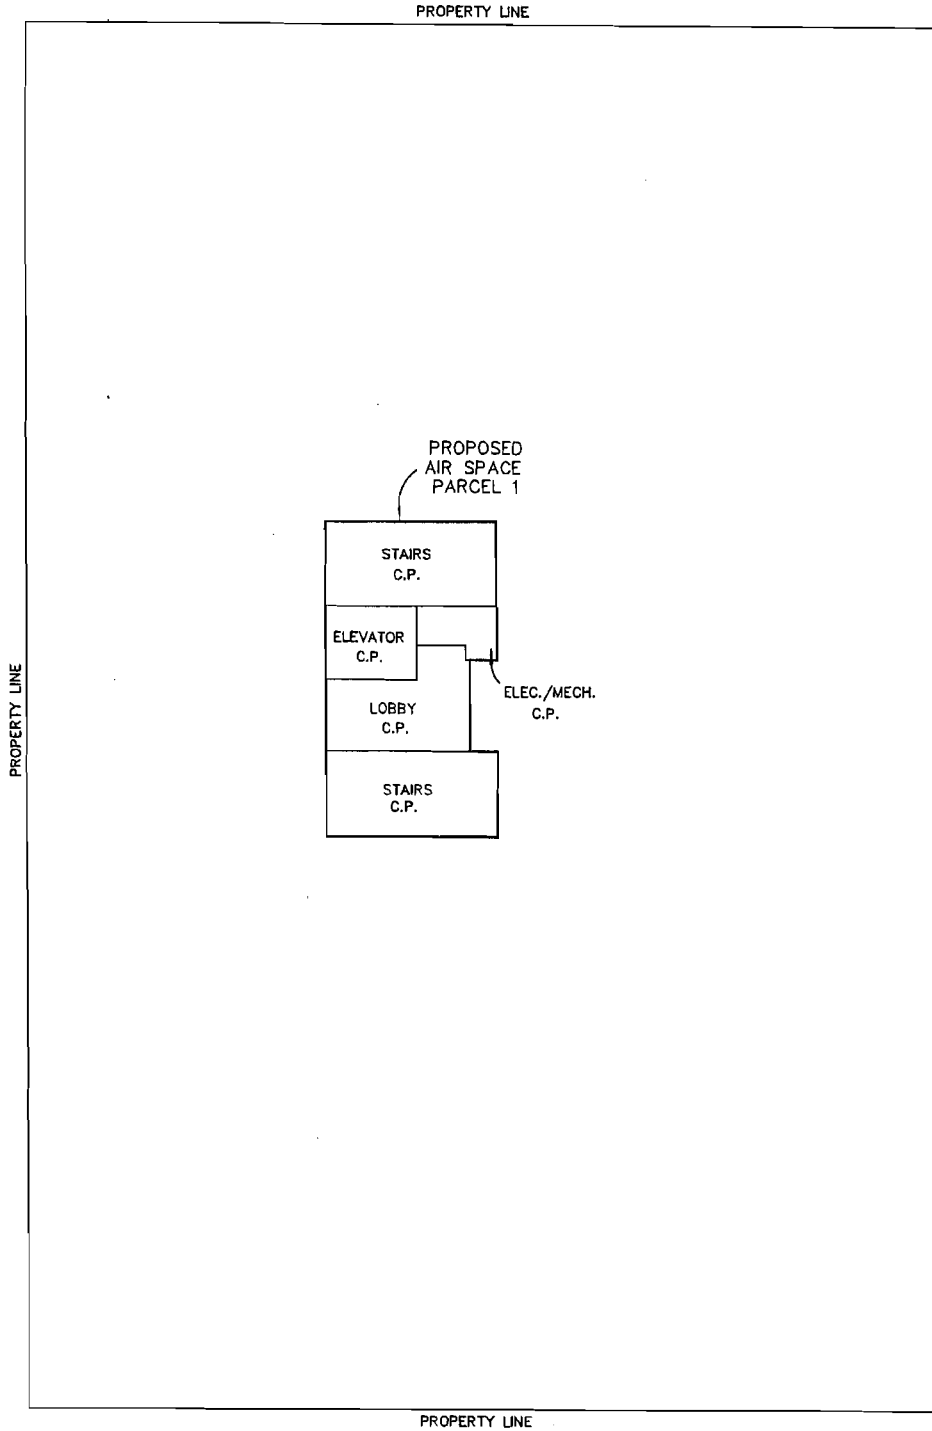 PROPERTY LINE
PROPOSED
AIR SPACE
PARCEL 1
STAIRS
C.P.
ELEVATOR
C.P.
ELEC./MECH.
C.P.
LOBBY
C.P.
PROPERTY LINE
STAIRS
C.P.
PROPERTY LINE